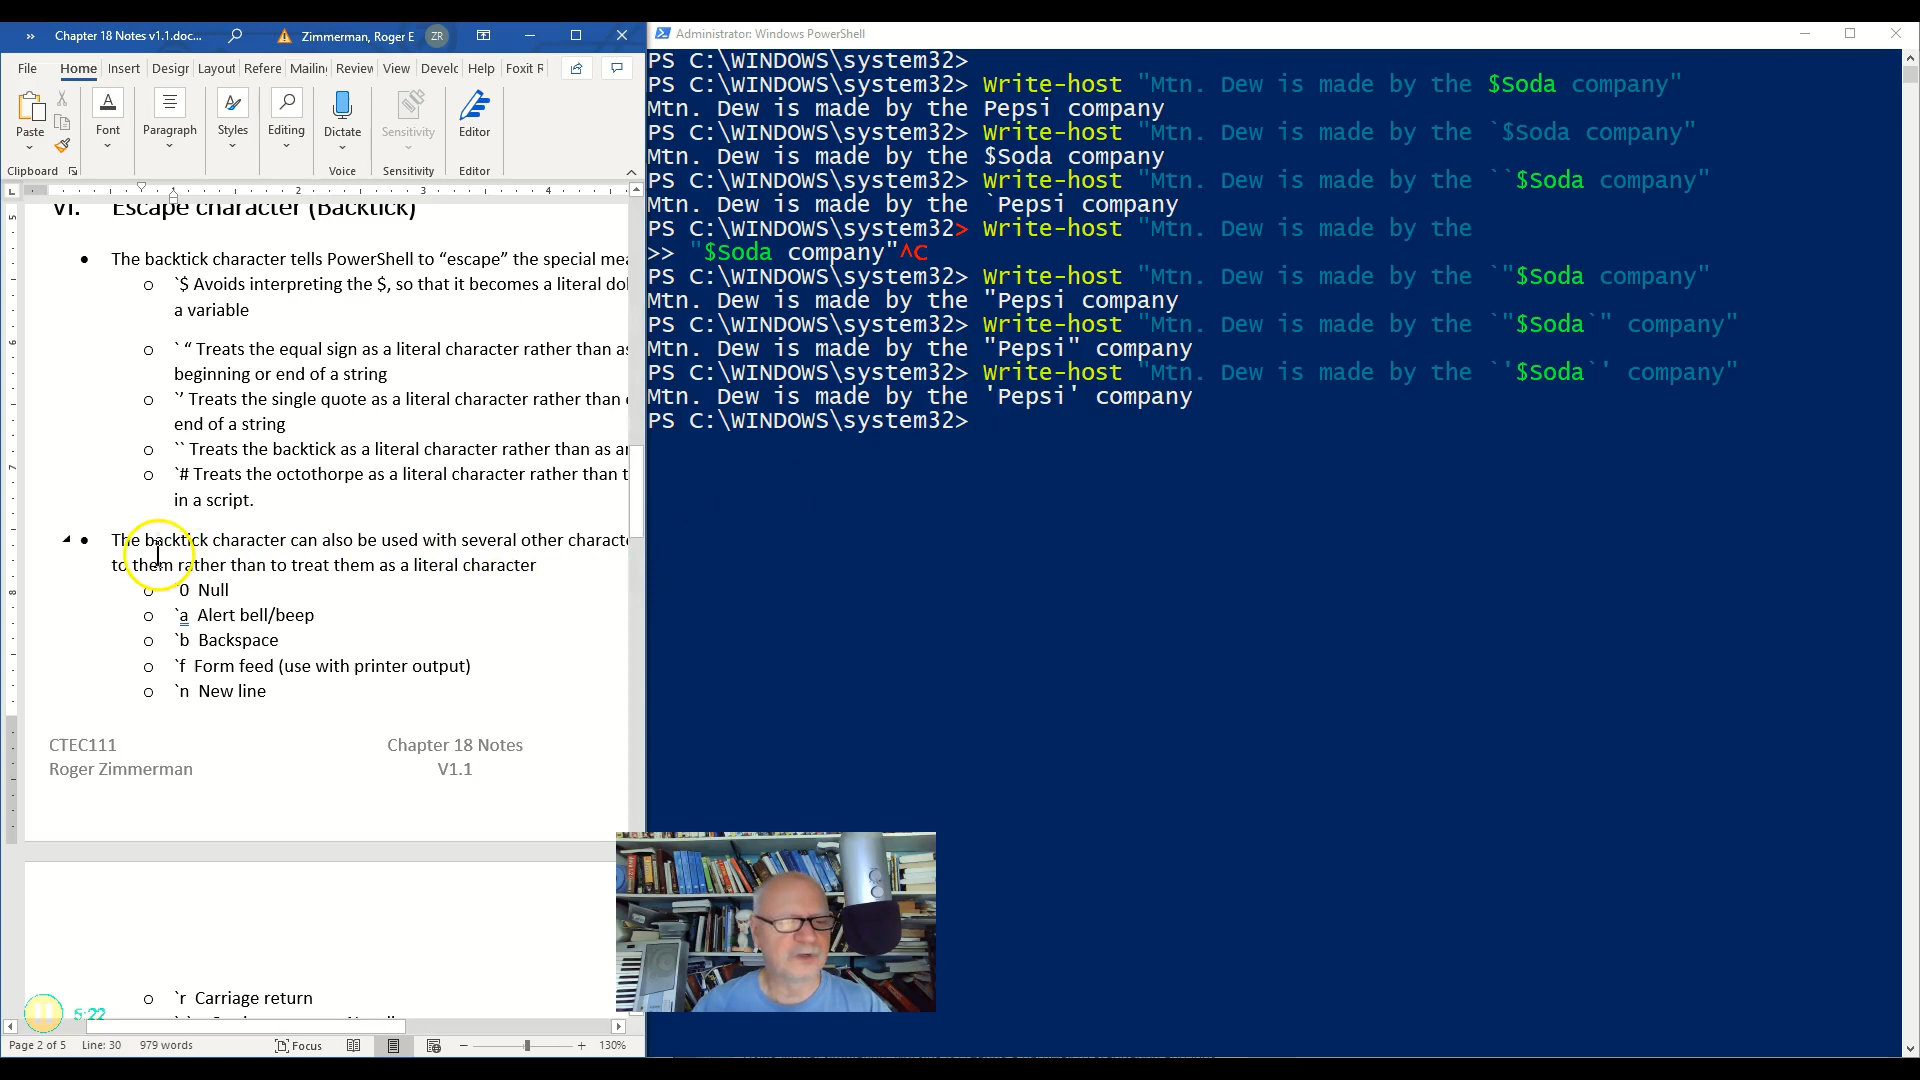 » Chapter 18 Notes v1.1.doc... Zimmerman, Roger E ZR
File Home Insert Design Layout Refere Mailing Review View Develo Help Foxit R
Paste Font Paragraph Styles Editing Dictate Sensitivity Editor
Clipboard Voice Sensitivity Editor
1 2 3 4
VI. Escape character (Backtick)
• The backtick character tells PowerShell to “escape” the special mea
o `$ Avoids interpreting the $, so that it becomes a literal dol
a variable
o ` “ Treats the equal sign as a literal character rather than as
beginning or end of a string
o `’ Treats the single quote as a literal character rather than
end of a string
o `` Treats the backtick as a literal character rather than as an
o `# Treats the octothorpe as a literal character rather than t
in a script.
• The backtick character can also be used with several other characte
to them rather than to treat them as a literal character
o `0 Null
o `a Alert bell/beep
o `b Backspace
o `f Form feed (use with printer output)
o `n New line
CTEC111 Chapter 18 Notes
Roger Zimmerman V1.1
o `r Carriage return
5:22
Page 2 of 5 Line: 30 979 words Focus 130%
Administrator: Windows PowerShell
PS C:\WINDOWS\system32>
PS C:\WINDOWS\system32> Write-host "Mtn. Dew is made by the $Soda company"
Mtn. Dew is made by the Pepsi company
PS C:\WINDOWS\system32> Write-host "Mtn. Dew is made by the `$Soda company"
Mtn. Dew is made by the $Soda company
PS C:\WINDOWS\system32> Write-host "Mtn. Dew is made by the ``$Soda company"
Mtn. Dew is made by the `Pepsi company
PS C:\WINDOWS\system32> Write-host "Mtn. Dew is made by the
>> "$Soda company"^C
PS C:\WINDOWS\system32> Write-host "Mtn. Dew is made by the `"$Soda company"
Mtn. Dew is made by the "Pepsi company
PS C:\WINDOWS\system32> Write-host "Mtn. Dew is made by the `"$Soda`" company"
Mtn. Dew is made by the "Pepsi" company
PS C:\WINDOWS\system32> Write-host "Mtn. Dew is made by the `'$Soda`' company"
Mtn. Dew is made by the 'Pepsi' company
PS C:\WINDOWS\system32>